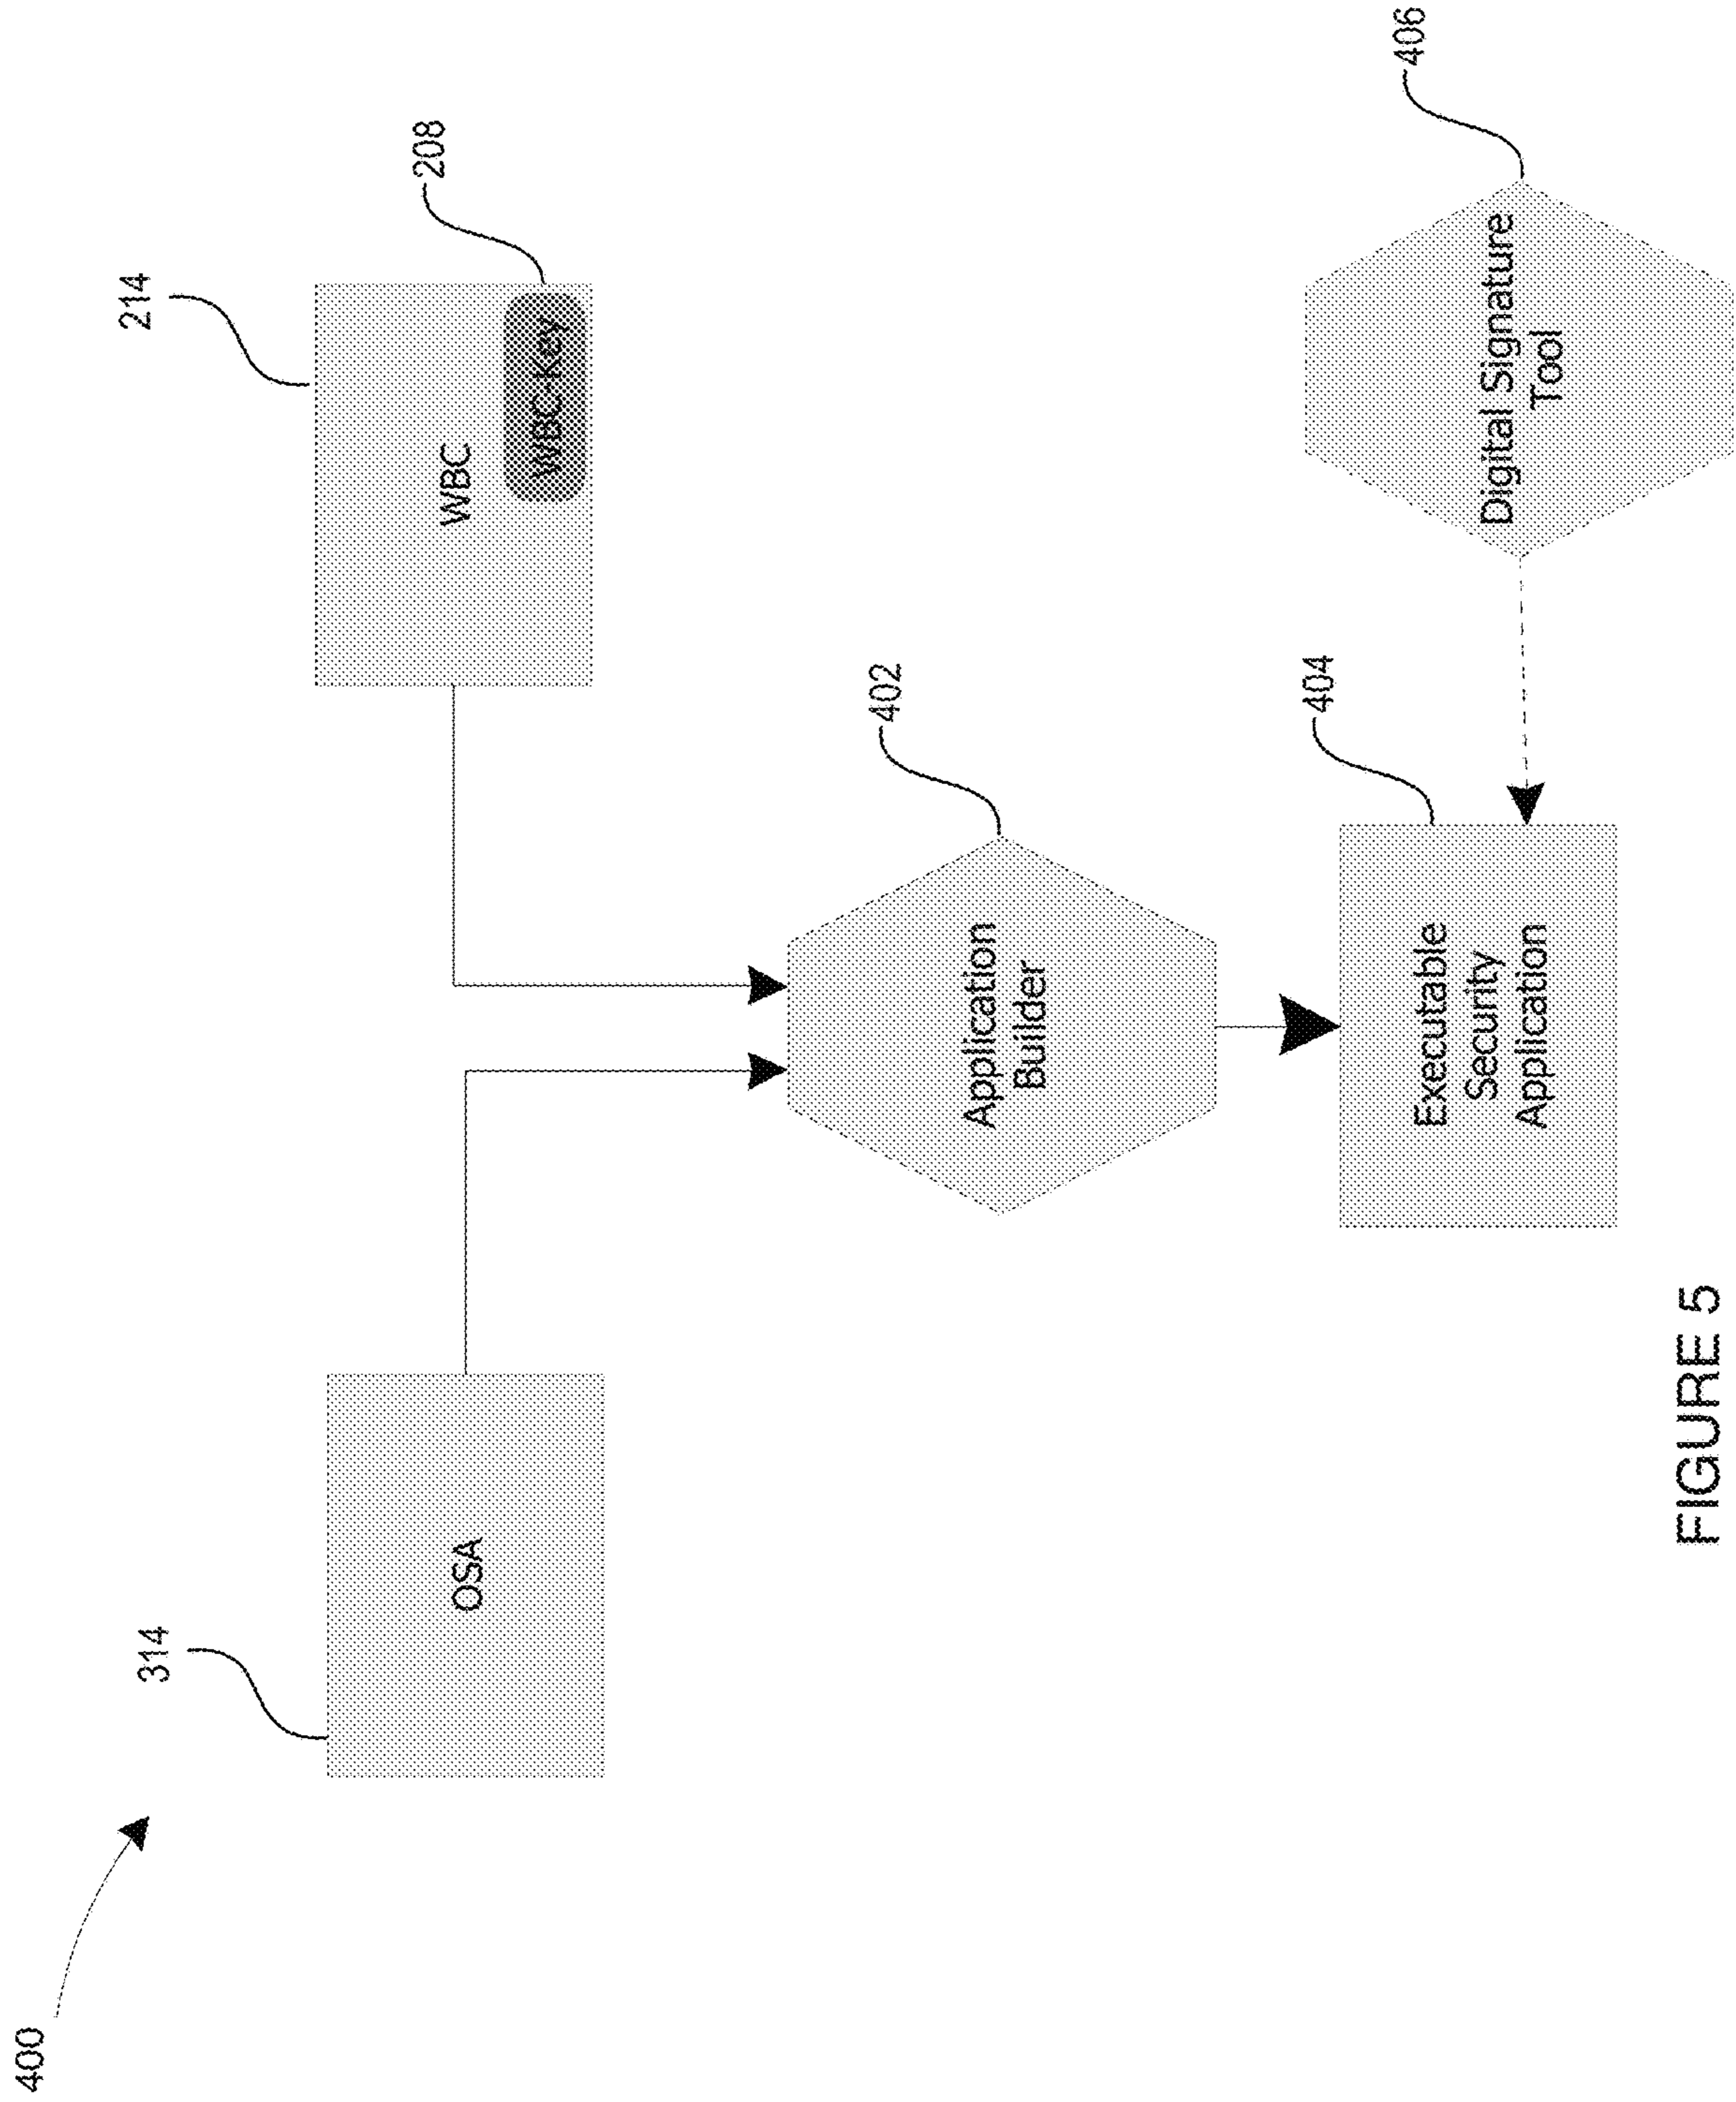 400
314
OSA
214
WBC
208
WBC-Key
402
Application
Builder
404
Executable
Security
Application
406
Digital Signature
Tool
FIGURE 5